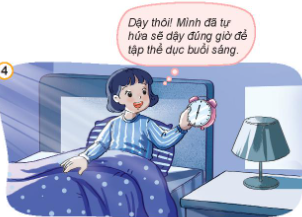 Dậy thôi! Mình đã tự
hứa sẽ dậy đúng giờ để
tập thể dục buổi sáng.
4